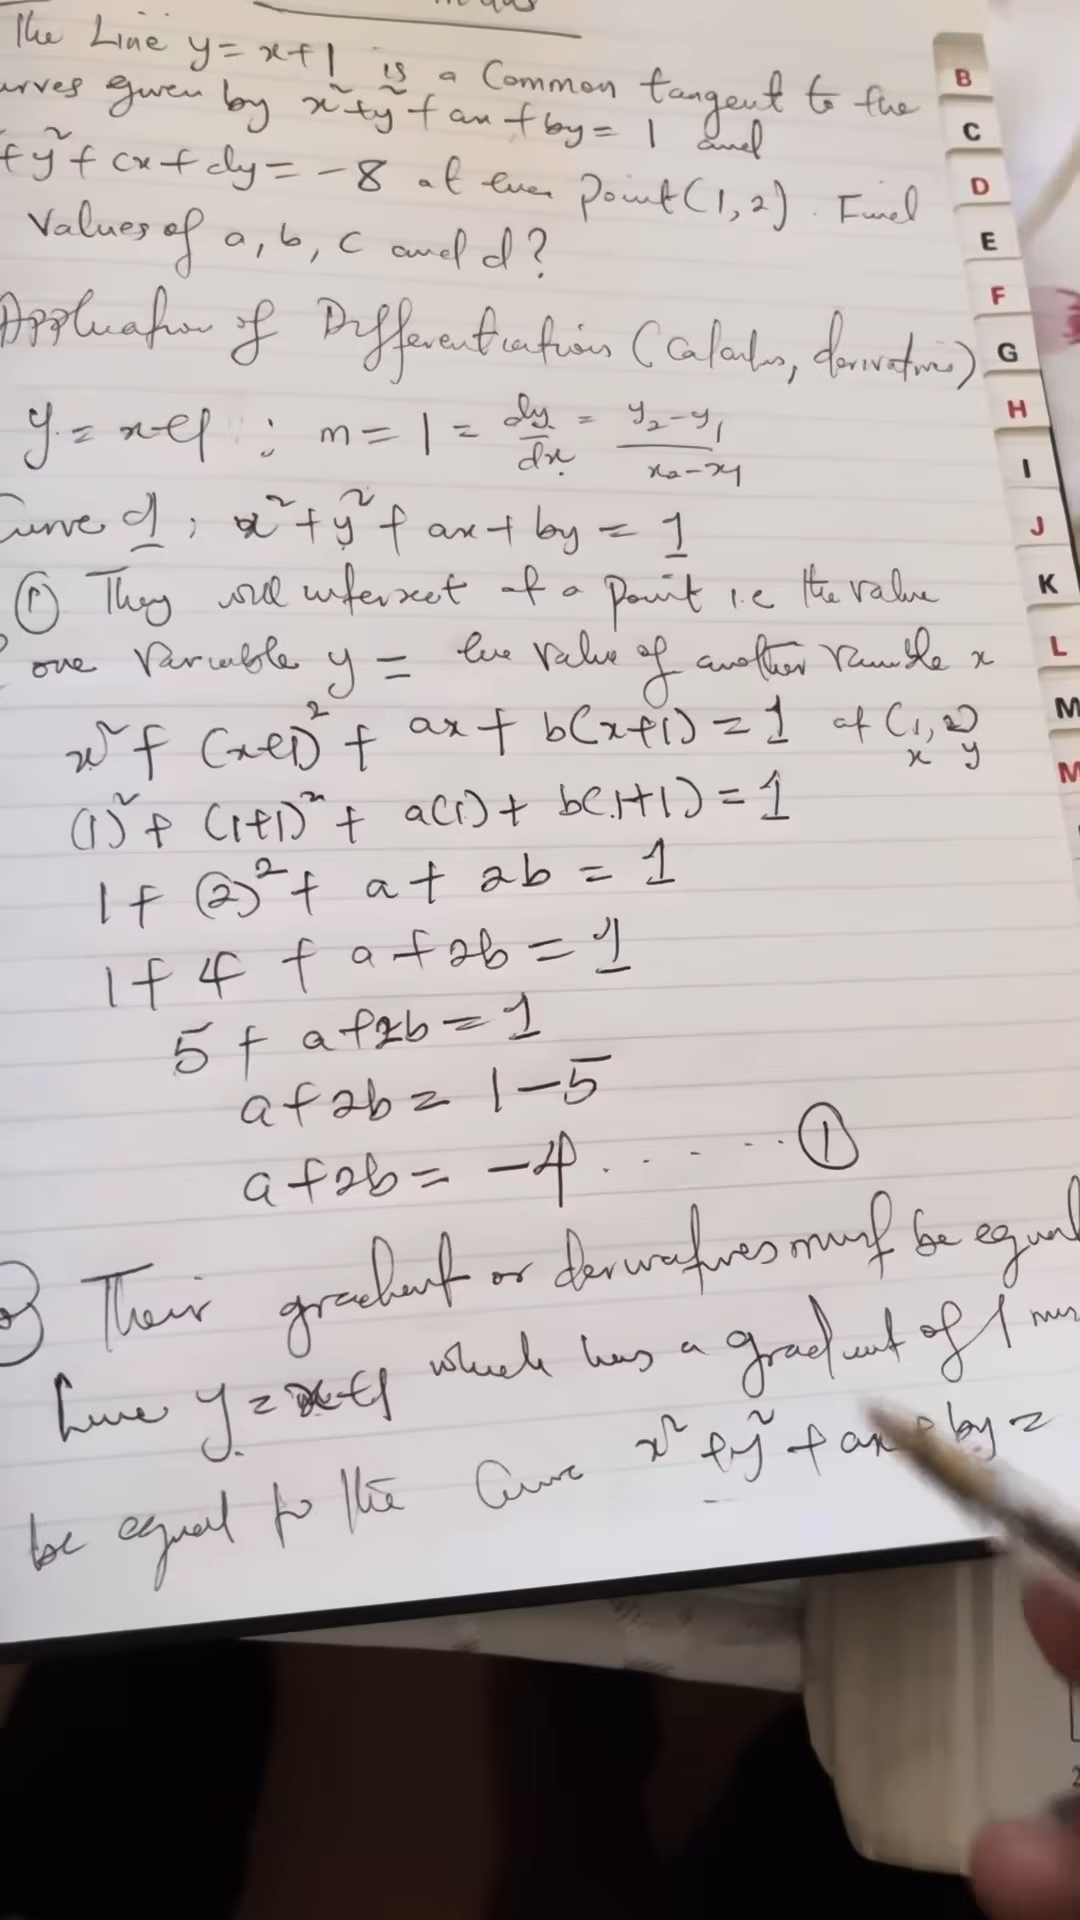 The Line y = x+1 is a Common tangent to the
urves given by x²+y²+ax+by = 1 and
+y²+cx+dy = -8 at the point (1,2). Find
Values of a, b, c and d?
Application of Differentiation (Calculus, derivatives)
y = x+1 ; m = 1 = dy/dx = y₂-y₁/x₂-x₁
Curve 1; x²+y²+ax+by = 1
① They will intersect at a point i.e the value
one Variable y = the value of another Variable x
x²+(x+1)²+ax+b(x+1) = 1 at (1,2)
x y
(1)²+(1+1)²+a(1)+b(1+1) = 1
1+(2)²+a+2b = 1
1+4+a+2b = 1
5+a+2b = 1
a+2b = 1-5
a+2b = -4 ...... ①
② Their gradient or derivatives must be equal
Line y = x+1 which has a gradient of 1
be equal to the Curve x²+y²+ax+by =
B
C
D
E
F
G
H
I
J
K
L
M